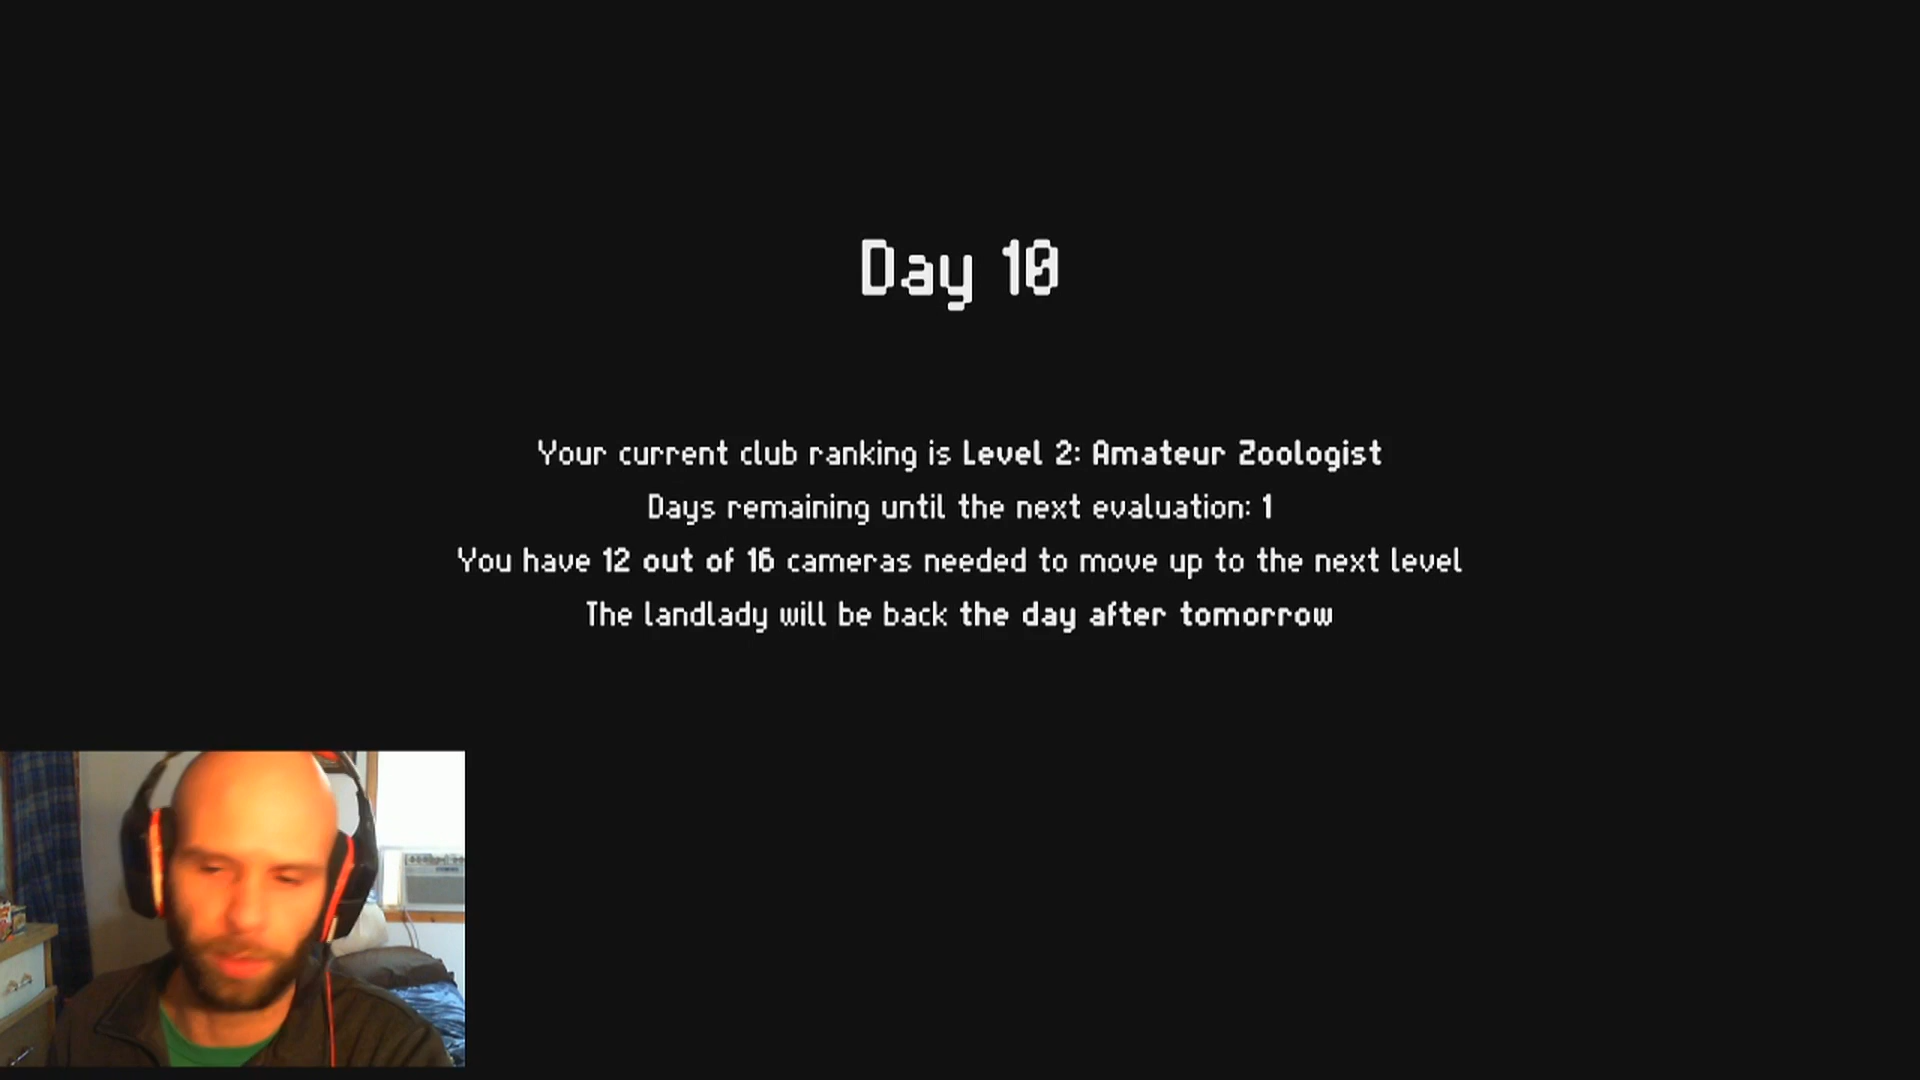 Day 10
Your current club ranking is Level 2: Amateur Zoologist
Days remaining until the next evaluation: 1
You have 12 out of 16 cameras needed to move up to the next level
The landlady will be back the day after tomorrow